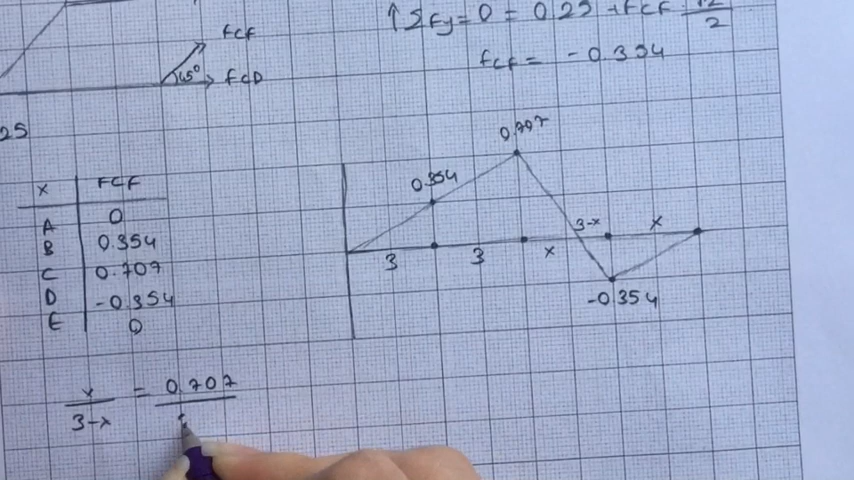 ↑ΣFy = 0 = 0.25 + FCF √2/2
FCF
FCF = -0.354
45°
FCD
25
0.707
x FCF
0.354
A 0
B 0.354
3 3 x 3-x x
C 0.707
D -0.354
-0.354
E 0
x/3-x = 0.707/